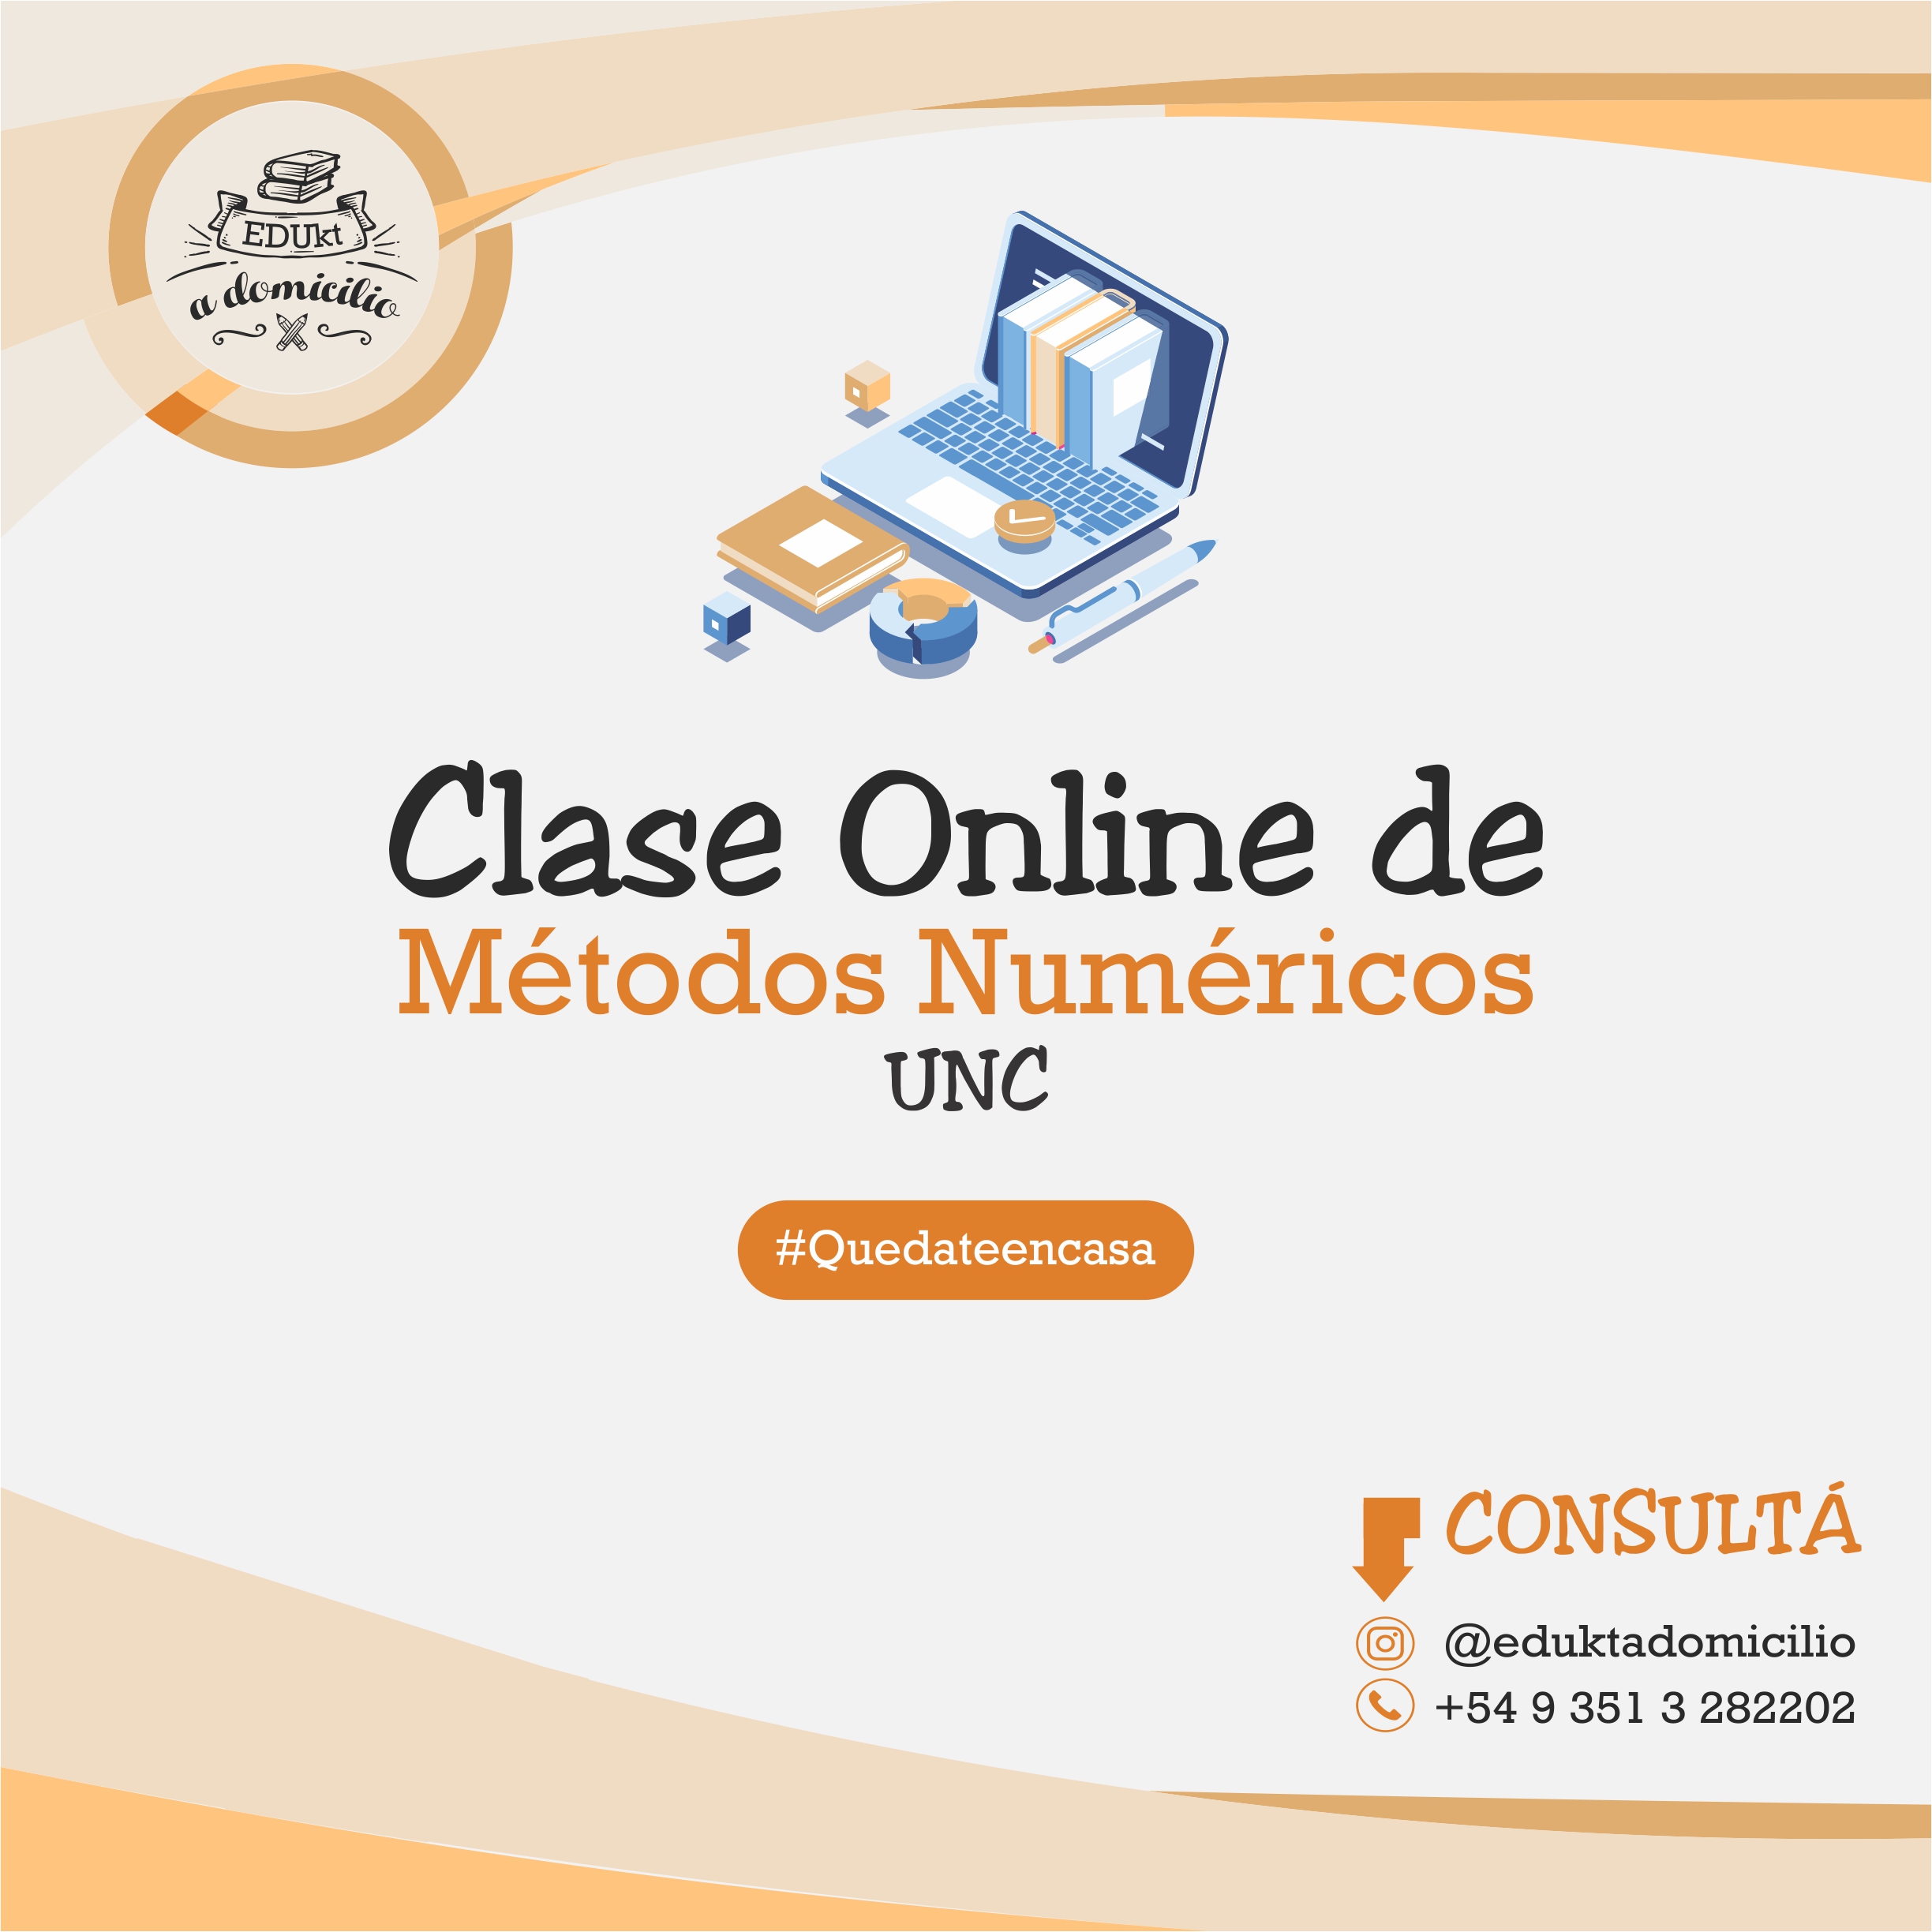 EDUkt
a domicilio
Clase Online de
Métodos Numéricos
UNC
#Quedateencasa
CONSULTÁ
@eduktadomicilio
+54 9 351 3 282202